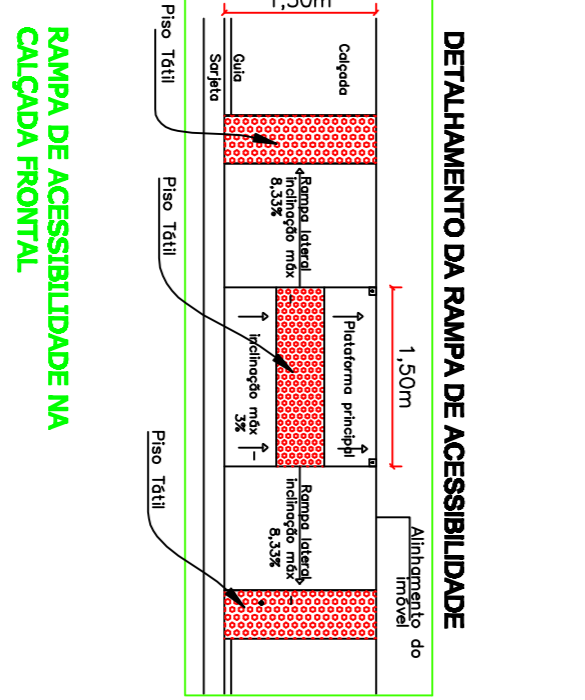 DETALHAMENTO DA RAMPA DE ACESSIBILIDADE
1,50m
Alinhamento do
imóvel
1,50m
Calçada
Guia
Sarjeta
Rampa lateral
inclinação máx
8,33%
Plataforma principal
inclinação máx
3%
Rampa lateral
inclinação máx
8,33%
Piso Tátil
Piso Tátil
Piso Tátil
RAMPA DE ACESSIBILIDADE NA
CALÇADA FRONTAL